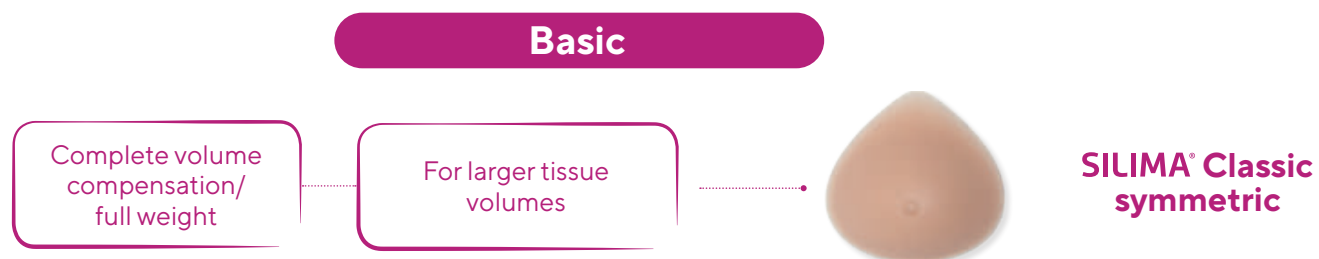 Basic
Complete volume
compensation/
full weight
For larger tissue
volumes
SILIMA® Classic
symmetric